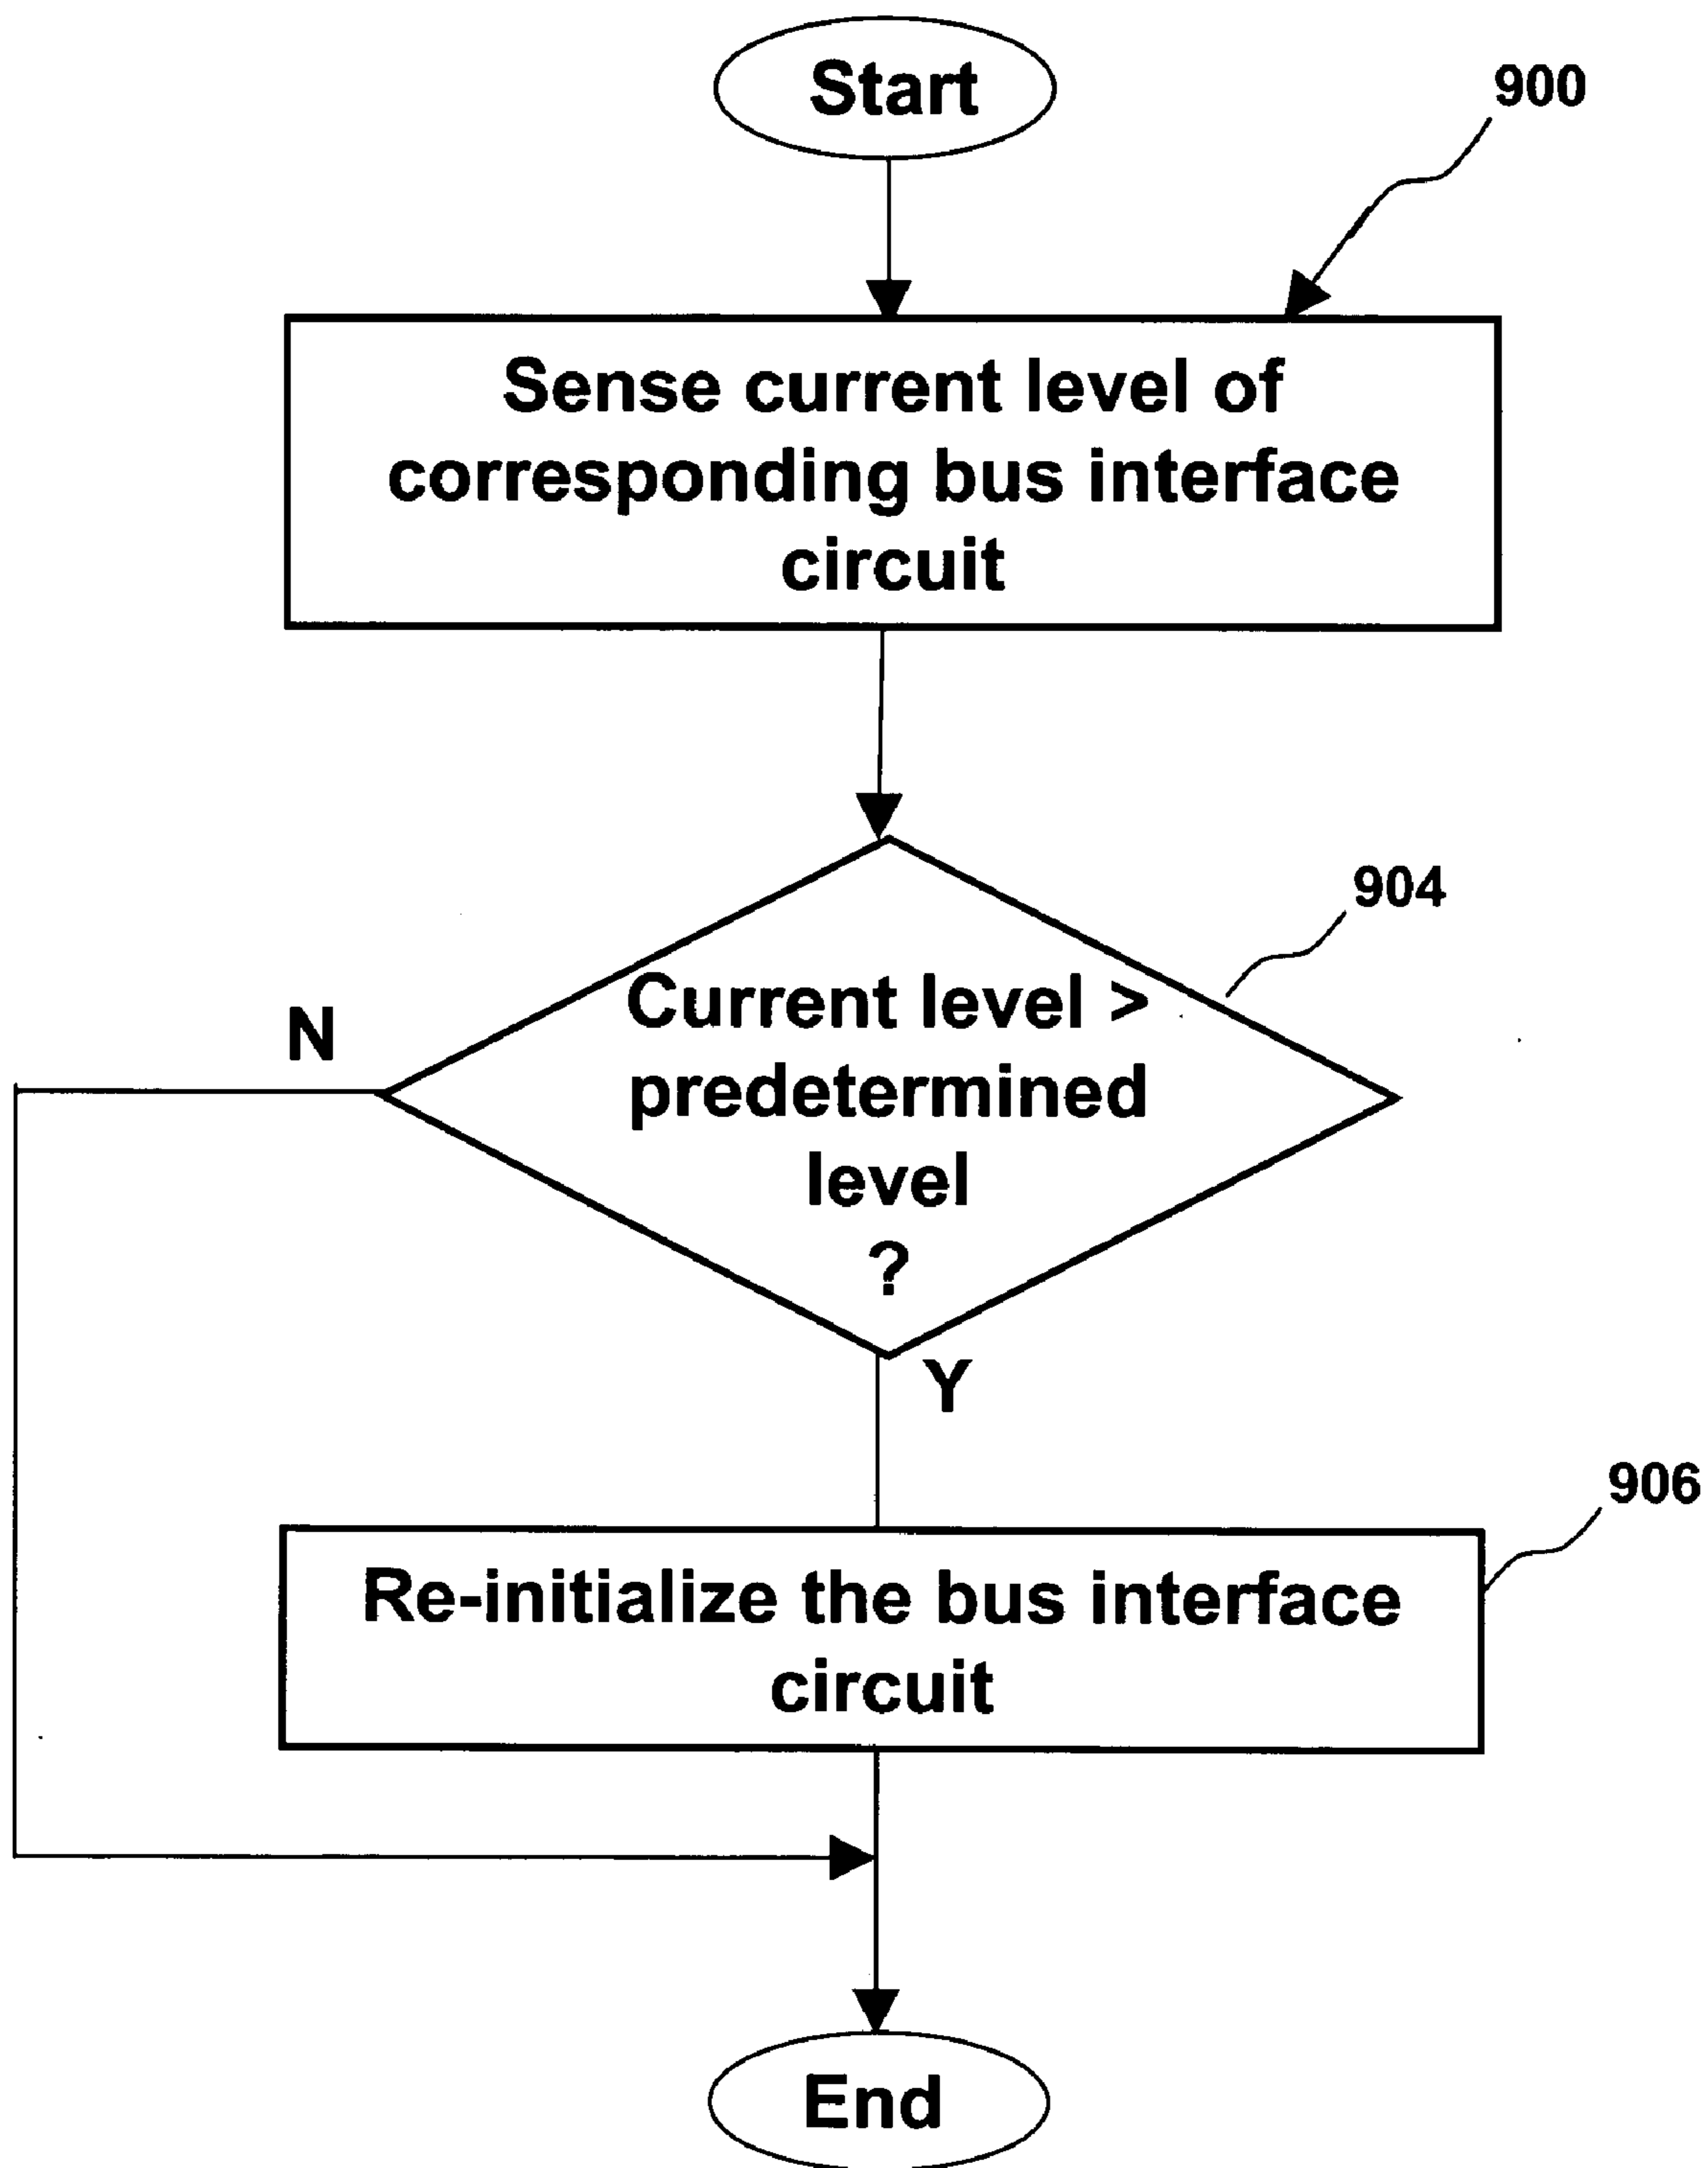 Start
900
Sense current level of
corresponding bus interface
circuit
904
Current level >
predetermined
level
?
N
Y
906
Re-initialize the bus interface
circuit
End